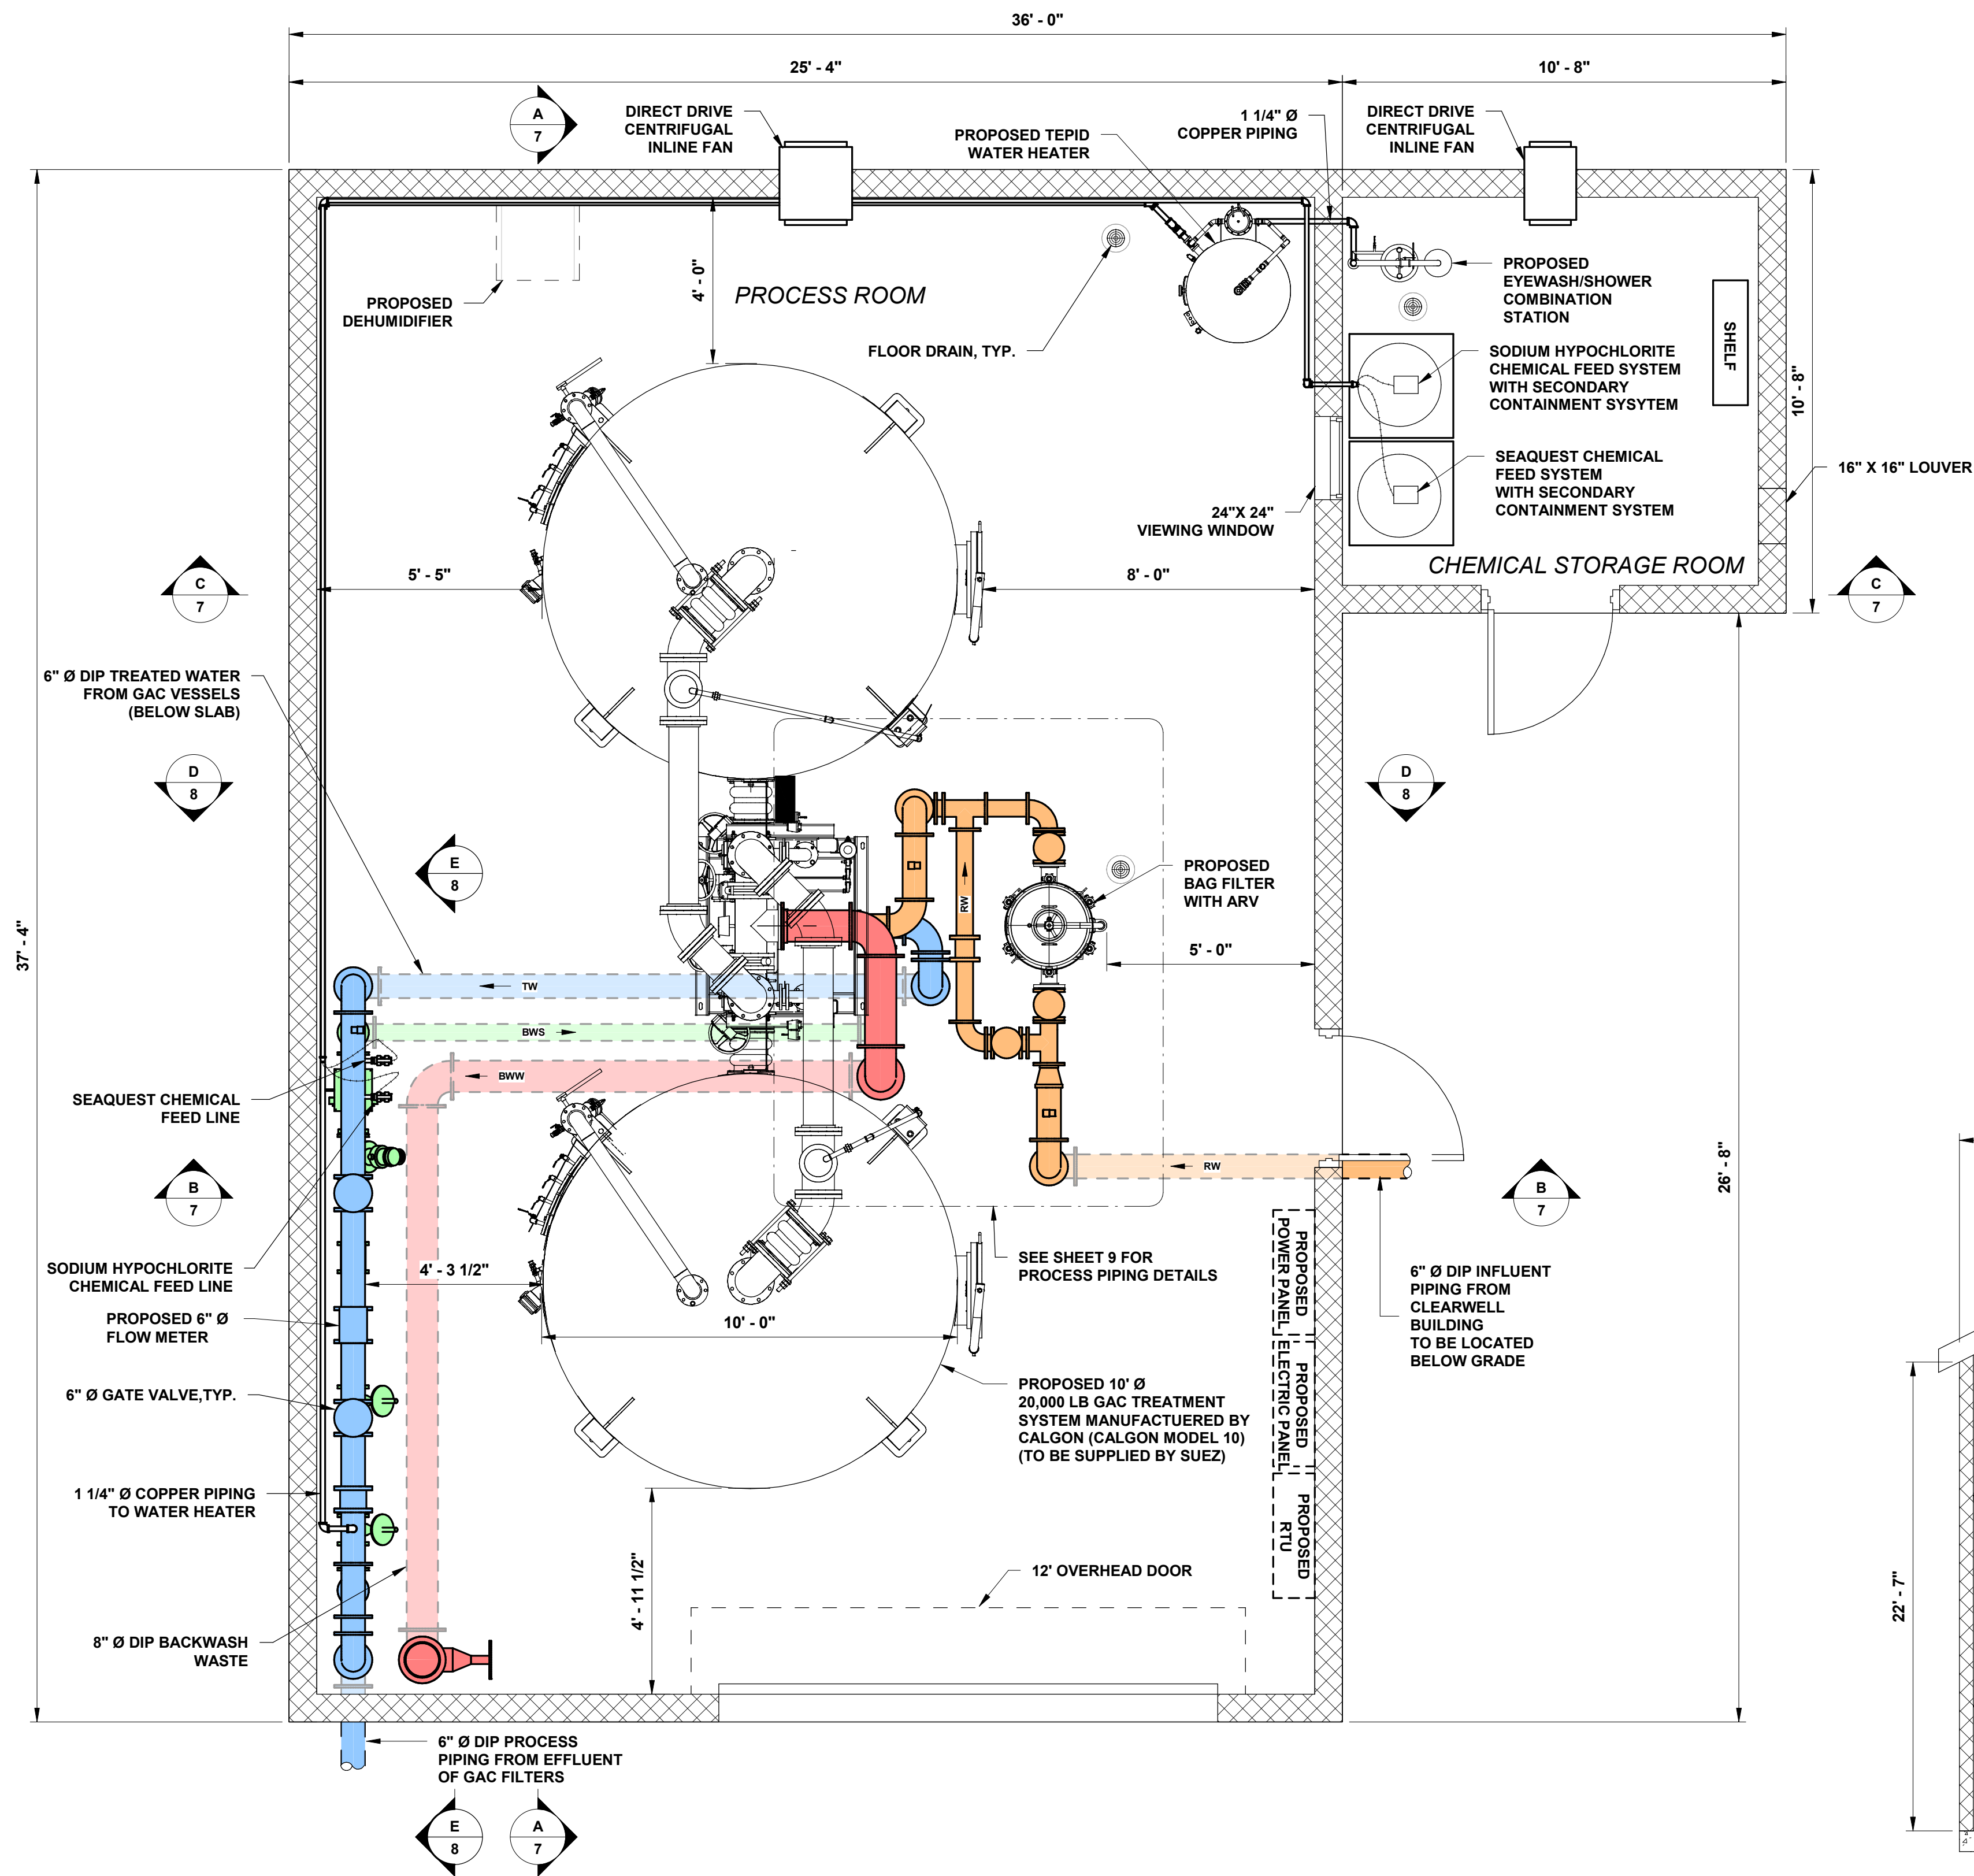 36' - 0"
25' - 4"
10' - 8"
A
7
DIRECT DRIVE
CENTRIFUGAL
INLINE FAN
PROPOSED TEPID
WATER HEATER
1 1/4" Ø
COPPER PIPING
DIRECT DRIVE
CENTRIFUGAL
INLINE FAN
PROPOSED
DEHUMIDIFIER
4' - 0"
PROCESS ROOM
FLOOR DRAIN, TYP.
PROPOSED
EYEWASH/SHOWER
COMBINATION
STATION
SHELF
SODIUM HYPOCHLORITE
CHEMICAL FEED SYSTEM
WITH SECONDARY
CONTAINMENT SYSYTEM
10' - 8"
SEAQUEST CHEMICAL
FEED SYSTEM
WITH SECONDARY
CONTAINMENT SYSTEM
16" X 16" LOUVER
24"X 24"
VIEWING WINDOW
CHEMICAL STORAGE ROOM
C
7
5' - 5"
8' - 0"
C
7
6" Ø DIP TREATED WATER
FROM GAC VESSELS
(BELOW SLAB)
D
8
D
8
E
8
PROPOSED
BAG FILTER
WITH ARV
RW
37' - 4"
5' - 0"
TW
BWS
BWW
SEAQUEST CHEMICAL
FEED LINE
RW
B
7
B
7
26' - 8"
SODIUM HYPOCHLORITE
CHEMICAL FEED LINE
4' - 3 1/2"
SEE SHEET 9 FOR
PROCESS PIPING DETAILS
PROPOSED
POWER PANEL
6" Ø DIP INFLUENT
PIPING FROM
CLEARWELL
BUILDING
TO BE LOCATED
BELOW GRADE
PROPOSED 6" Ø
FLOW METER
10' - 0"
PROPOSED
ELECTRIC PANEL
6" Ø GATE VALVE,TYP.
PROPOSED 10' Ø
20,000 LB GAC TREATMENT
SYSTEM MANUFACTUERED BY
CALGON (CALGON MODEL 10)
(TO BE SUPPLIED BY SUEZ)
1 1/4" Ø COPPER PIPING
TO WATER HEATER
PROPOSED
RTU
4' - 11 1/2"
12' OVERHEAD DOOR
22' - 7"
8" Ø DIP BACKWASH
WASTE
6" Ø DIP PROCESS
PIPING FROM EFFLUENT
OF GAC FILTERS
E
8
A
7